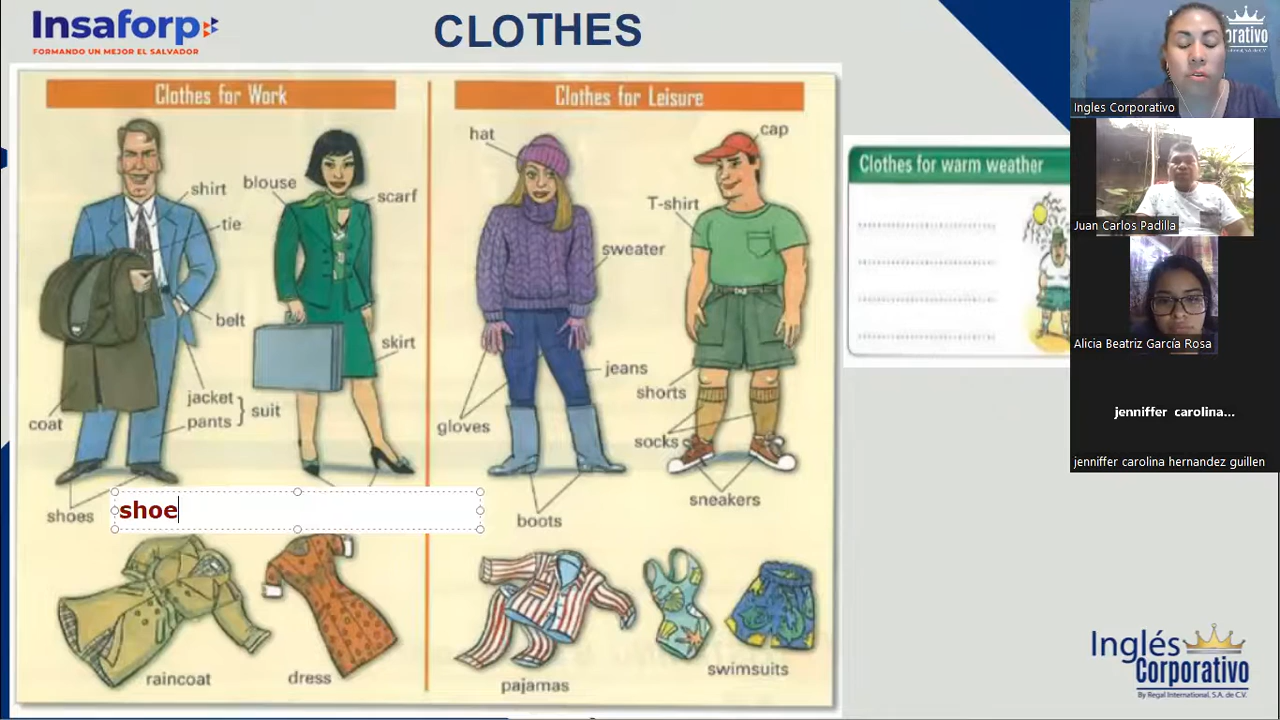 Insaforp
FORMANDO UN MEJOR EL SALVADOR
CLOTHES
Clothes for Work
Clothes for Leisure
shirt
blouse
scarf
tie
belt
skirt
jacket
pants
suit
coat
shoes
shoe
raincoat
dress
hat
cap
T-shirt
sweater
jeans
shorts
gloves
socks
sneakers
boots
pajamas
swimsuits
Clothes for warm weather
Ingles Corporativo
Juan Carlos Padilla
Alicia Beatriz García Rosa
jenniffer carolina...
jenniffer carolina hernandez guillen
Inglés
Corporativo
By Regal International, S.A. de C.V.